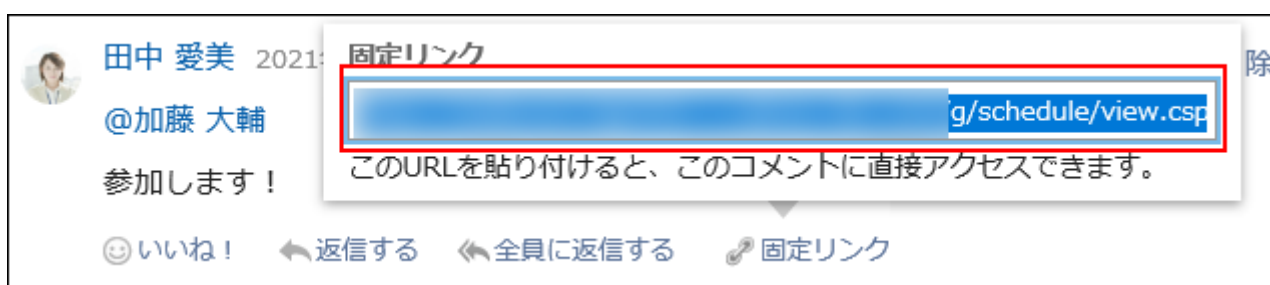 田中 愛美 2021
固定リンク
除
@加藤 大輔
g/schedule/view.csp
参加します！
このURLを貼り付けると、このコメントに直接アクセスできます。
いいね！ 返信する 全員に返信する 固定リンク